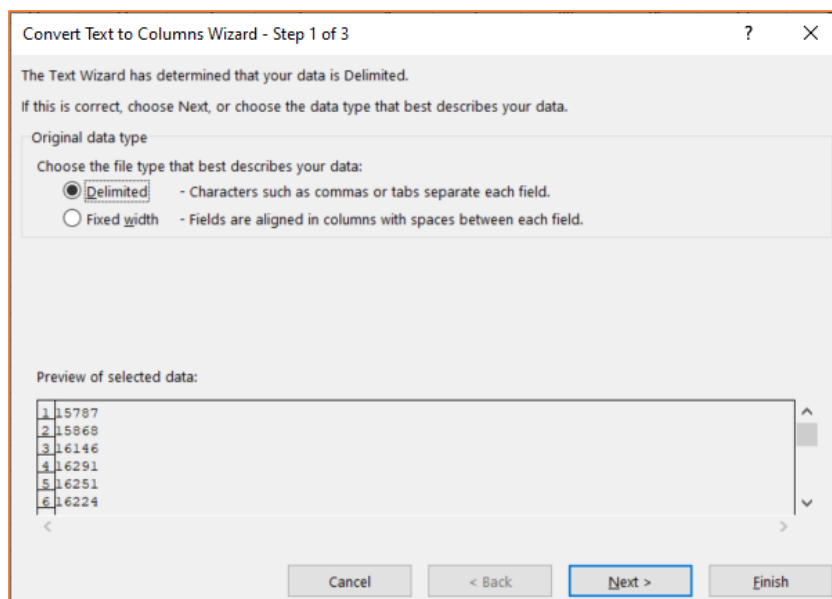 Convert Text to Columns Wizard - Step 1 of 3 ? ×
The Text Wizard has determined that your data is Delimited.
If this is correct, choose Next, or choose the data type that best describes your data.
Original data type
Choose the file type that best describes your data:
Delimited - Characters such as commas or tabs separate each field.
Fixed width - Fields are aligned in columns with spaces between each field.
Preview of selected data:
1 15787
2 15868
3 16146
4 16291
5 16251
6 16224
Cancel < Back Next > Finish